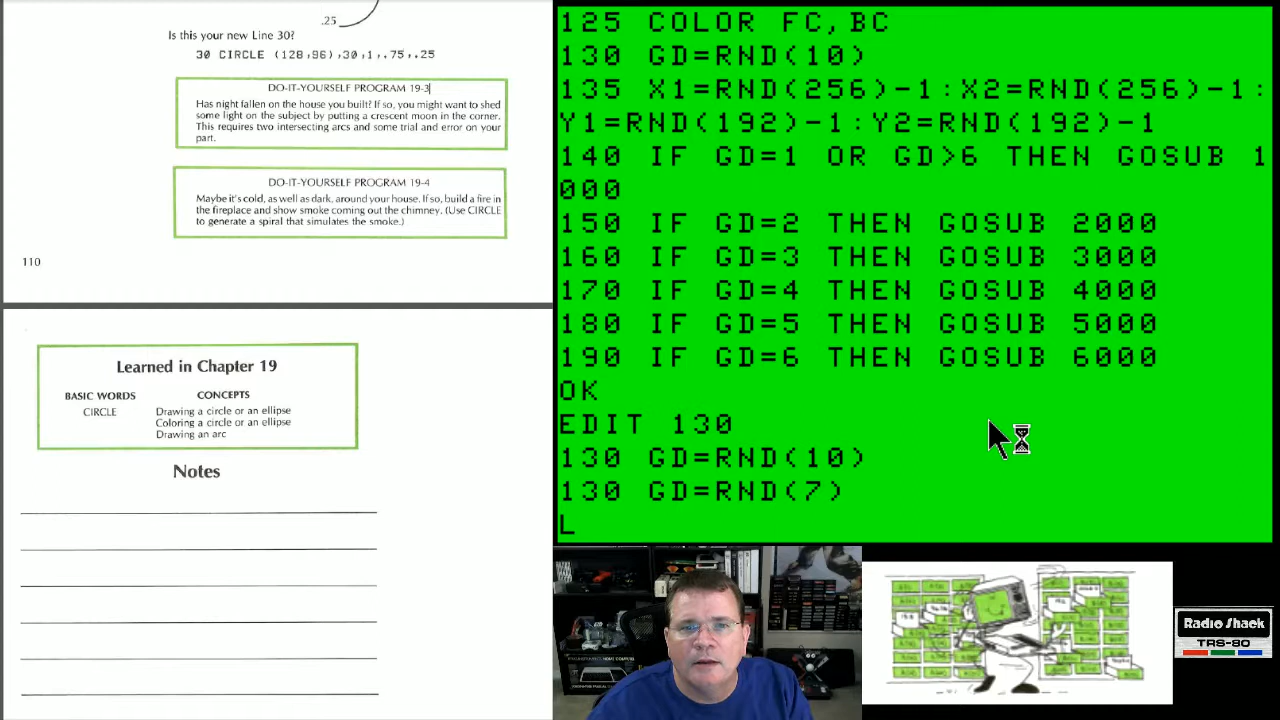 .25
Is this your new Line 30?
30 CIRCLE (128,96),30,1,.75,.25
DO-IT-YOURSELF PROGRAM 19-3
Has night fallen on the house you built? If so, you might want to shed
some light on the subject by putting a crescent moon in the corner.
This requires two intersecting arcs and some trial and error on your
part.
DO-IT-YOURSELF PROGRAM 19-4
Maybe it's cold, as well as dark, around your house. If so, build a fire in
the fireplace and show smoke coming out the chimney. (Use CIRCLE
to generate a spiral that simulates the smoke.)
110
Learned in Chapter 19
BASIC WORDS CONCEPTS
CIRCLE Drawing a circle or an ellipse
Coloring a circle or an ellipse
Drawing an arc
Notes
125 COLOR FC,BC
130 GD=RND(10)
135 X1=RND(256)-1:X2=RND(256)-1:
Y1=RND(192)-1:Y2=RND(192)-1
140 IF GD=1 OR GD>6 THEN GOSUB 1
000
150 IF GD=2 THEN GOSUB 2000
160 IF GD=3 THEN GOSUB 3000
170 IF GD=4 THEN GOSUB 4000
180 IF GD=5 THEN GOSUB 5000
190 IF GD=6 THEN GOSUB 6000
OK
EDIT 130
130 GD=RND(10)
130 GD=RND(7)
L
Radio Shack
TRS-80